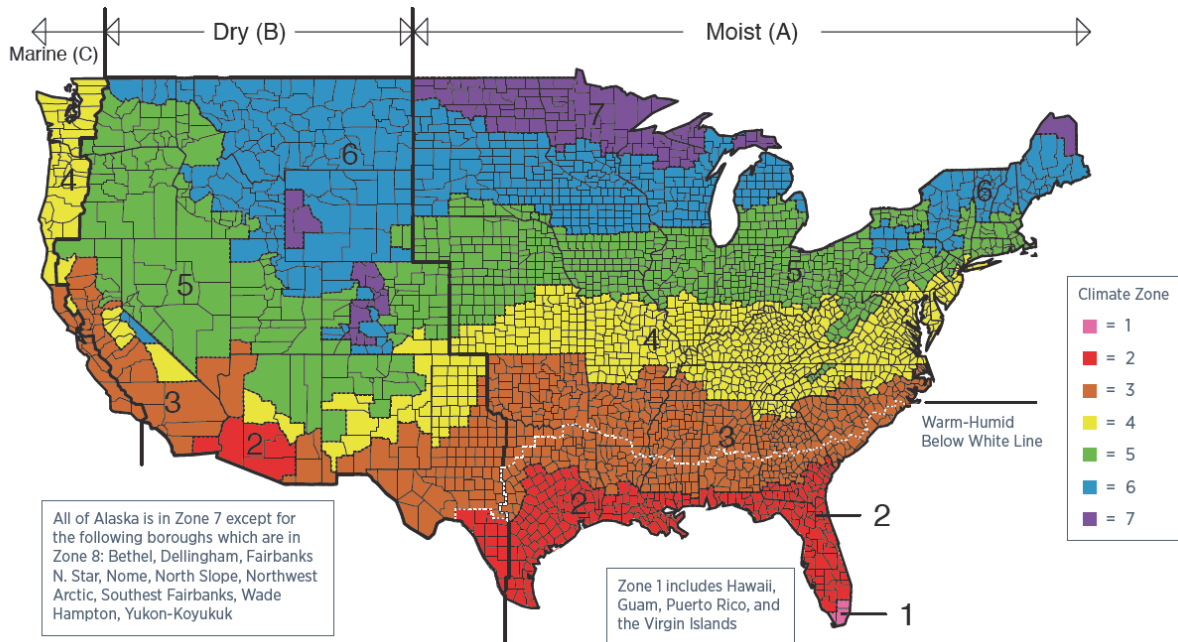 Marine (C)
Dry (B)
Moist (A)
7
6
6
4
5
5
4
3
3
2
2
2
1
Warm-Humid
Below White Line
Climate Zone
= 1
= 2
= 3
= 4
= 5
= 6
= 7
All of Alaska is in Zone 7 except for
the following boroughs which are in
Zone 8: Bethel, Dellingham, Fairbanks
N. Star, Nome, North Slope, Northwest
Arctic, Southest Fairbanks, Wade
Hampton, Yukon-Koyukuk
Zone 1 includes Hawaii,
Guam, Puerto Rico, and
the Virgin Islands